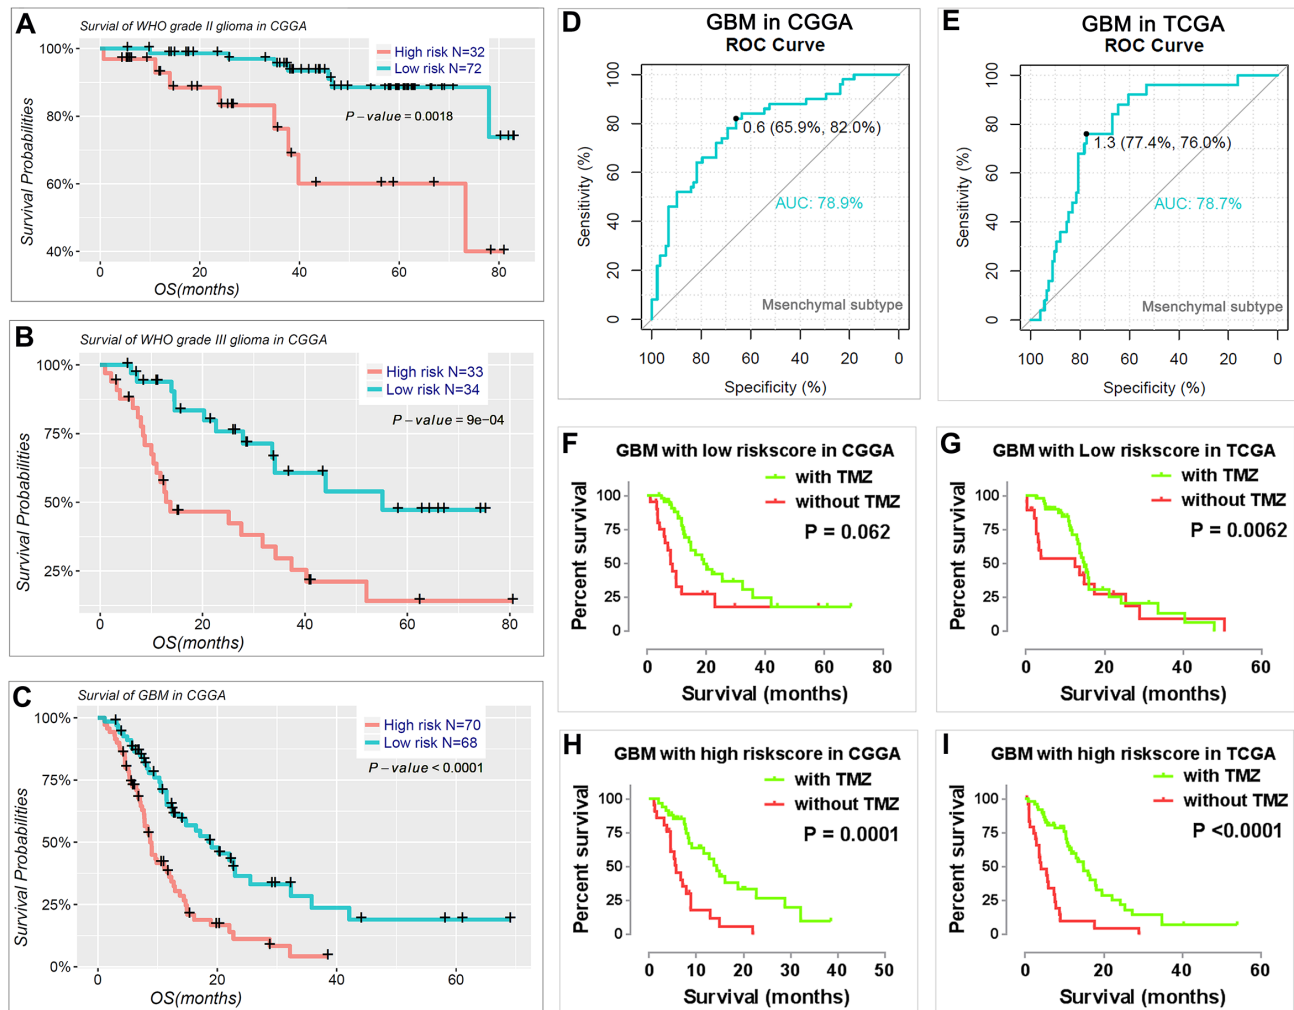 A
Survial of WHO grade II glioma in CGGA
High risk N=32
Low risk N=72
P − value = 0.0018
100%
80%
60%
40%
Survival Probabilities
0 20 40 60 80
OS(months)
B
Survial of WHO grade III glioma in CGGA
High risk N=33
Low risk N=34
P − value = 9e−04
100%
75%
50%
25%
Survival Probabilities
0 20 40 60 80
OS(months)
C
Survial of GBM in CGGA
High risk N=70
Low risk N=68
P − value < 0.0001
100%
75%
50%
25%
0%
Survival Probabilities
0 20 40 60
OS(months)
D
GBM in CGGA
ROC Curve
0.6 (65.9%, 82.0%)
AUC: 78.9%
Msenchymal subtype
100
80
60
40
20
0
Sensitivity (%)
100 80 60 40 20 0
Specificity (%)
E
GBM in TCGA
ROC Curve
1.3 (77.4%, 76.0%)
AUC: 78.7%
Msenchymal subtype
100
80
60
40
20
0
Sensitivity (%)
100 80 60 40 20 0
Specificity (%)
F
GBM with low riskscore in CGGA
with TMZ
without TMZ
P = 0.062
100
75
50
25
0
Percent survival
0 20 40 60 80
Survival (months)
G
GBM with Low riskscore in TCGA
with TMZ
without TMZ
P = 0.0062
100
75
50
25
0
Percent survival
0 20 40 60
Survival (months)
H
GBM with high riskscore in CGGA
with TMZ
without TMZ
P = 0.0001
100
75
50
25
0
Percent survival
0 10 20 30 40 50
Survival (months)
I
GBM with high riskscore in TCGA
with TMZ
without TMZ
P <0.0001
100
75
50
25
0
Percent survival
0 20 40 60
Survival (months)